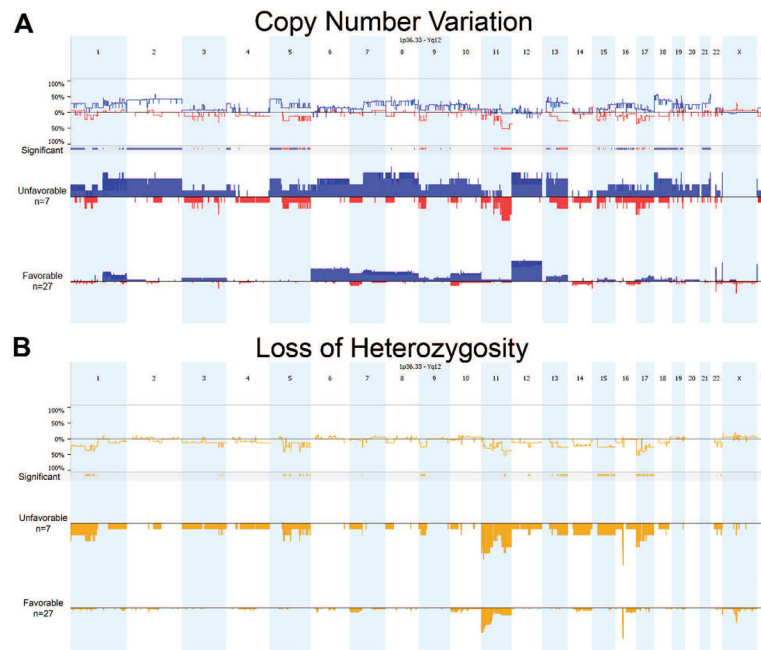 A Copy Number Variation
1p36.33 - Yq12
1 2 3 4 5 6 7 8 9 10 11 12 13 14 15 16 17 18 19 20 21 22 X
100%
50%
0%
50%
100%
Significant
Unfavorable
n=7
Favorable
n=27
B Loss of Heterozygosity
1p36.33 - Yq12
1 2 3 4 5 6 7 8 9 10 11 12 13 14 15 16 17 18 19 20 21 22 X
100%
50%
0%
50%
100%
Significant
Unfavorable
n=7
Favorable
n=27